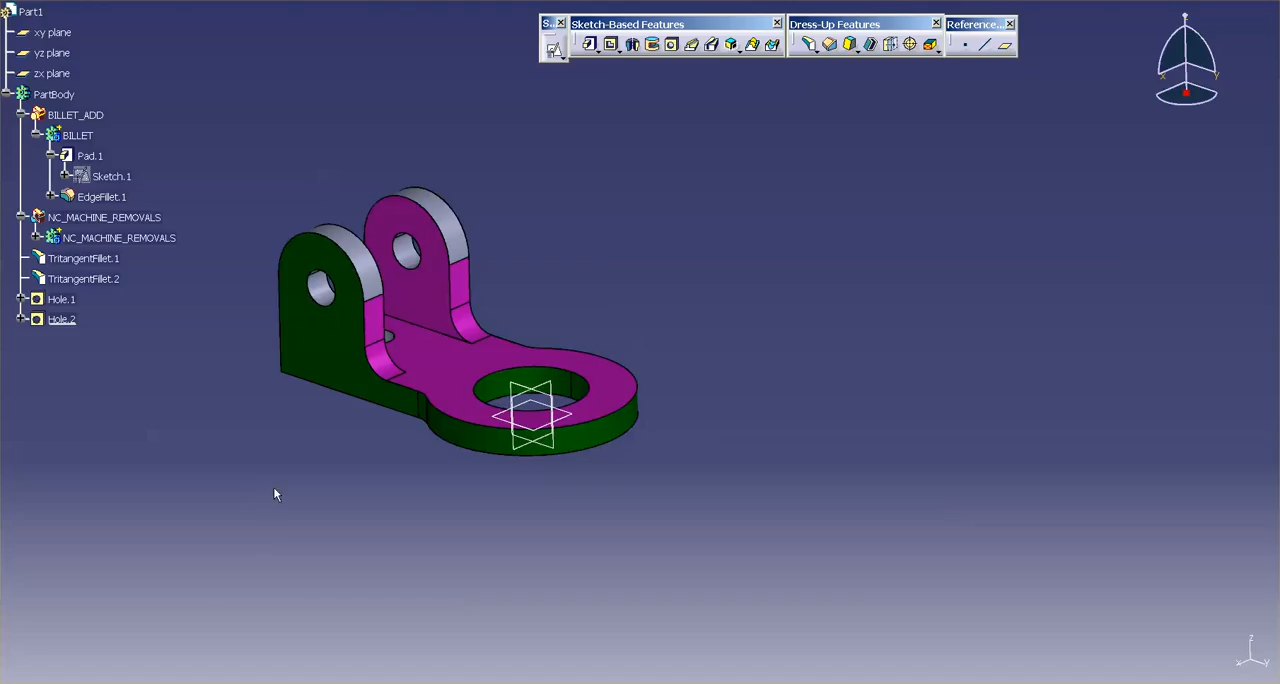 Part1
xy plane
yz plane
zx plane
PartBody
BILLET_ADD
BILLET
Pad.1
Sketch.1
EdgeFillet.1
NC_MACHINE_REMOVALS
NC_MACHINE_REMOVALS
TritangentFillet.1
TritangentFillet.2
Hole.1
Hole.2
S...
Sketch-Based Features
Dress-Up Features
Reference...
z
x
y
z
x
y